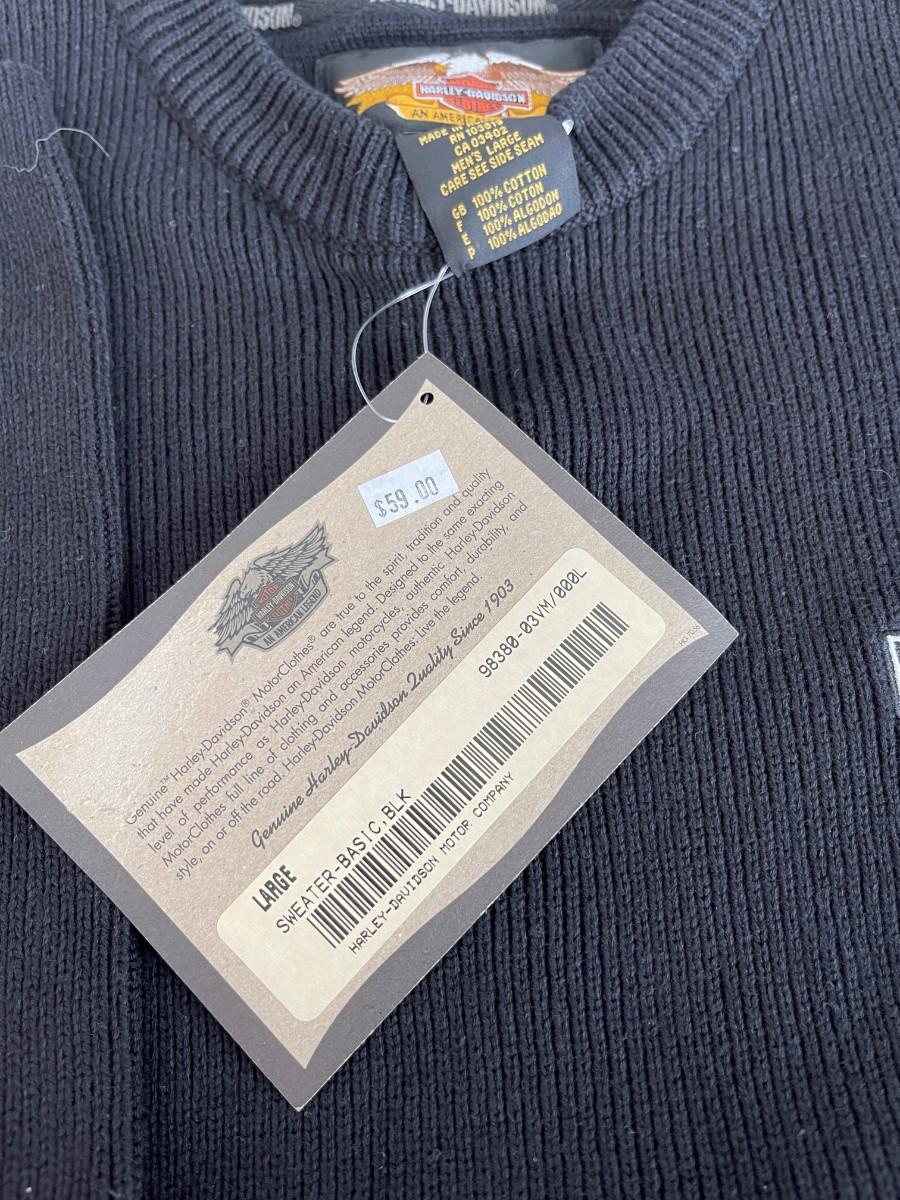 DAVIDSON®
HARLEY-DAVIDSON®
HARLEY-DAVIDSON
AN AMERICAN
MADE IN
CA 03402
MEN'S LARGE
CARE SEE SIDE SEAM
GB 100% COTTON
F 100% COTON
E 100% ALGODON
P 100% ALGODAO
$59.00
AN AMERICAN LEGEND
Genuine™ Harley-Davidson® MotorClothes® are true to the spirit, tradition and quality
that have made Harley-Davidson an American legend. Designed to the same exacting
level of performance as Harley-Davidson motorcycles, authentic Harley-Davidson
MotorClothes full line of clothing and accessories provides comfort, durability, and
style, on or off the road. Harley-Davidson MotorClothes. Live the legend.
Genuine Harley-Davidson Quality Since 1903
98380-03VM/000L
LARGE
SWEATER-BASIC,BLK
HARLEY-DAVIDSON MOTOR COMPANY